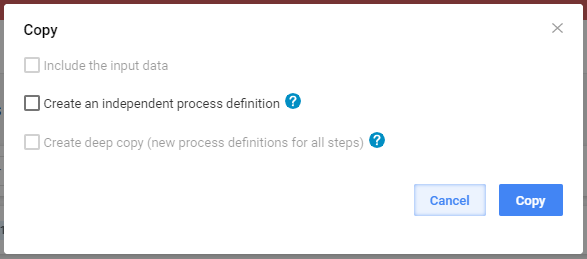 Copy
Include the input data
Create an independent process definition ?
Create deep copy (new process definitions for all steps) ?
Cancel
Copy